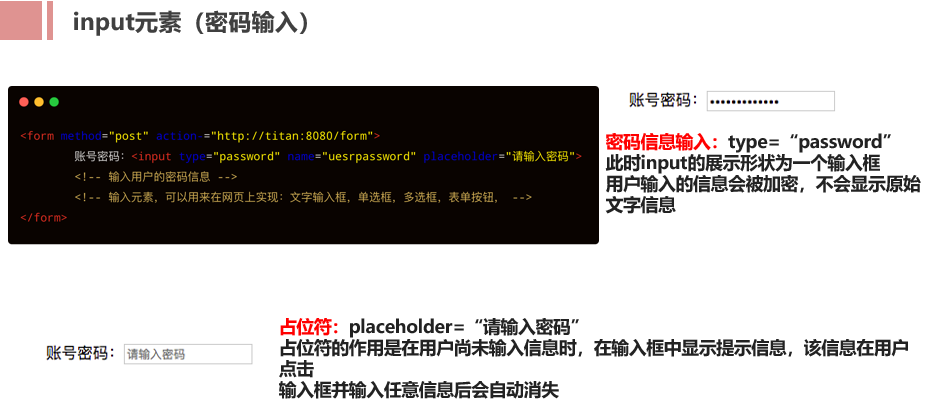 input元素（密码输入）
<form method="post" action-="http://titan:8080/form">
账号密码：<input type="password" name="uesrpassword" placeholder="请输入密码">
<!-- 输入用户的密码信息 -->
<!-- 输入元素，可以用来在网页上实现：文字输入框，单选框，多选框，表单按钮， -->
</form>
账号密码：•••••••••••••
密码信息输入：type=“password”
此时input的展示形状为一个输入框
用户输入的信息会被加密，不会显示原始
文字信息
账号密码：请输入密码
占位符：placeholder=“请输入密码”
占位符的作用是在用户尚未输入信息时，在输入框中显示提示信息，该信息在用户
点击
输入框并输入任意信息后会自动消失